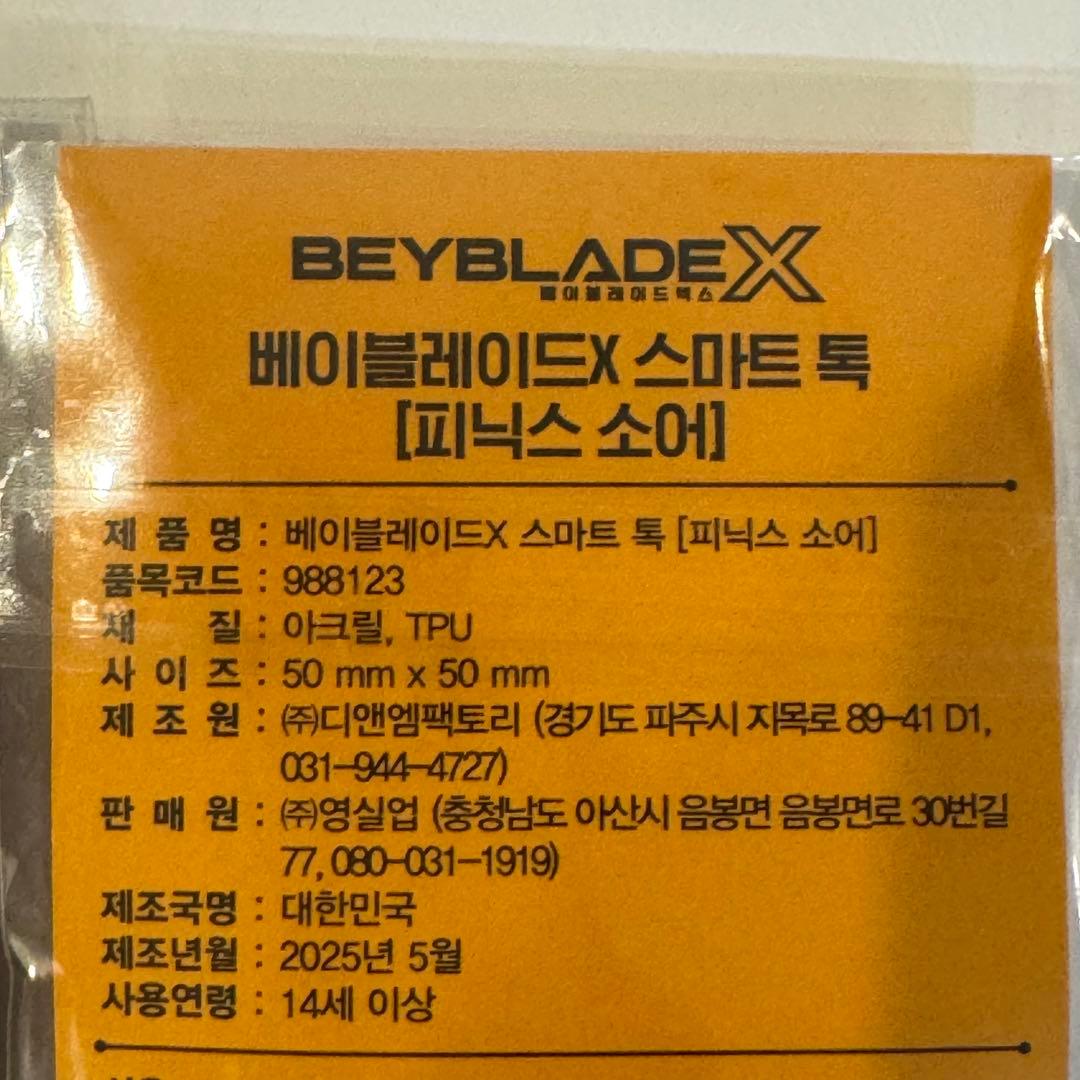 BEYBLADE X
베이블레이드엑스
베이블레이드X 스마트 톡
[피닉스 소어]
제 품 명 : 베이블레이드X 스마트 톡 [피닉스 소어]
품목코드 : 988123
재 질 : 아크릴, TPU
사 이 즈 : 50 mm x 50 mm
제 조 원 : ㈜디앤엠팩토리 (경기도 파주시 지목로 89-41 D1,
031-944-4727)
판 매 원 : ㈜영실업 (충청남도 아산시 음봉면 음봉면로 30번길
77, 080-031-1919)
제조국명 : 대한민국
제조년월 : 2025년 5월
사용연령 : 14세 이상